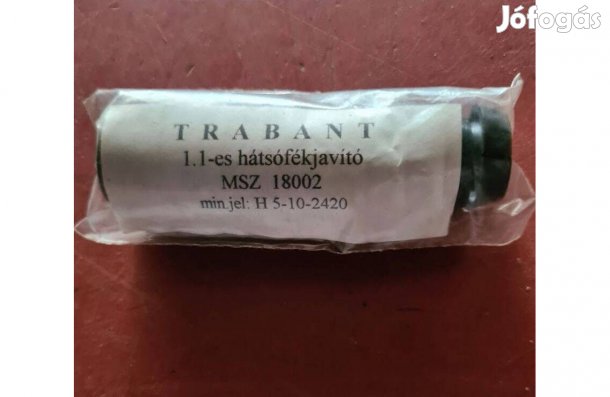 Jófogás
TRABANT
1.1-es hátsófékjavító
MSZ 18002
min.jel: H 5-10-2420